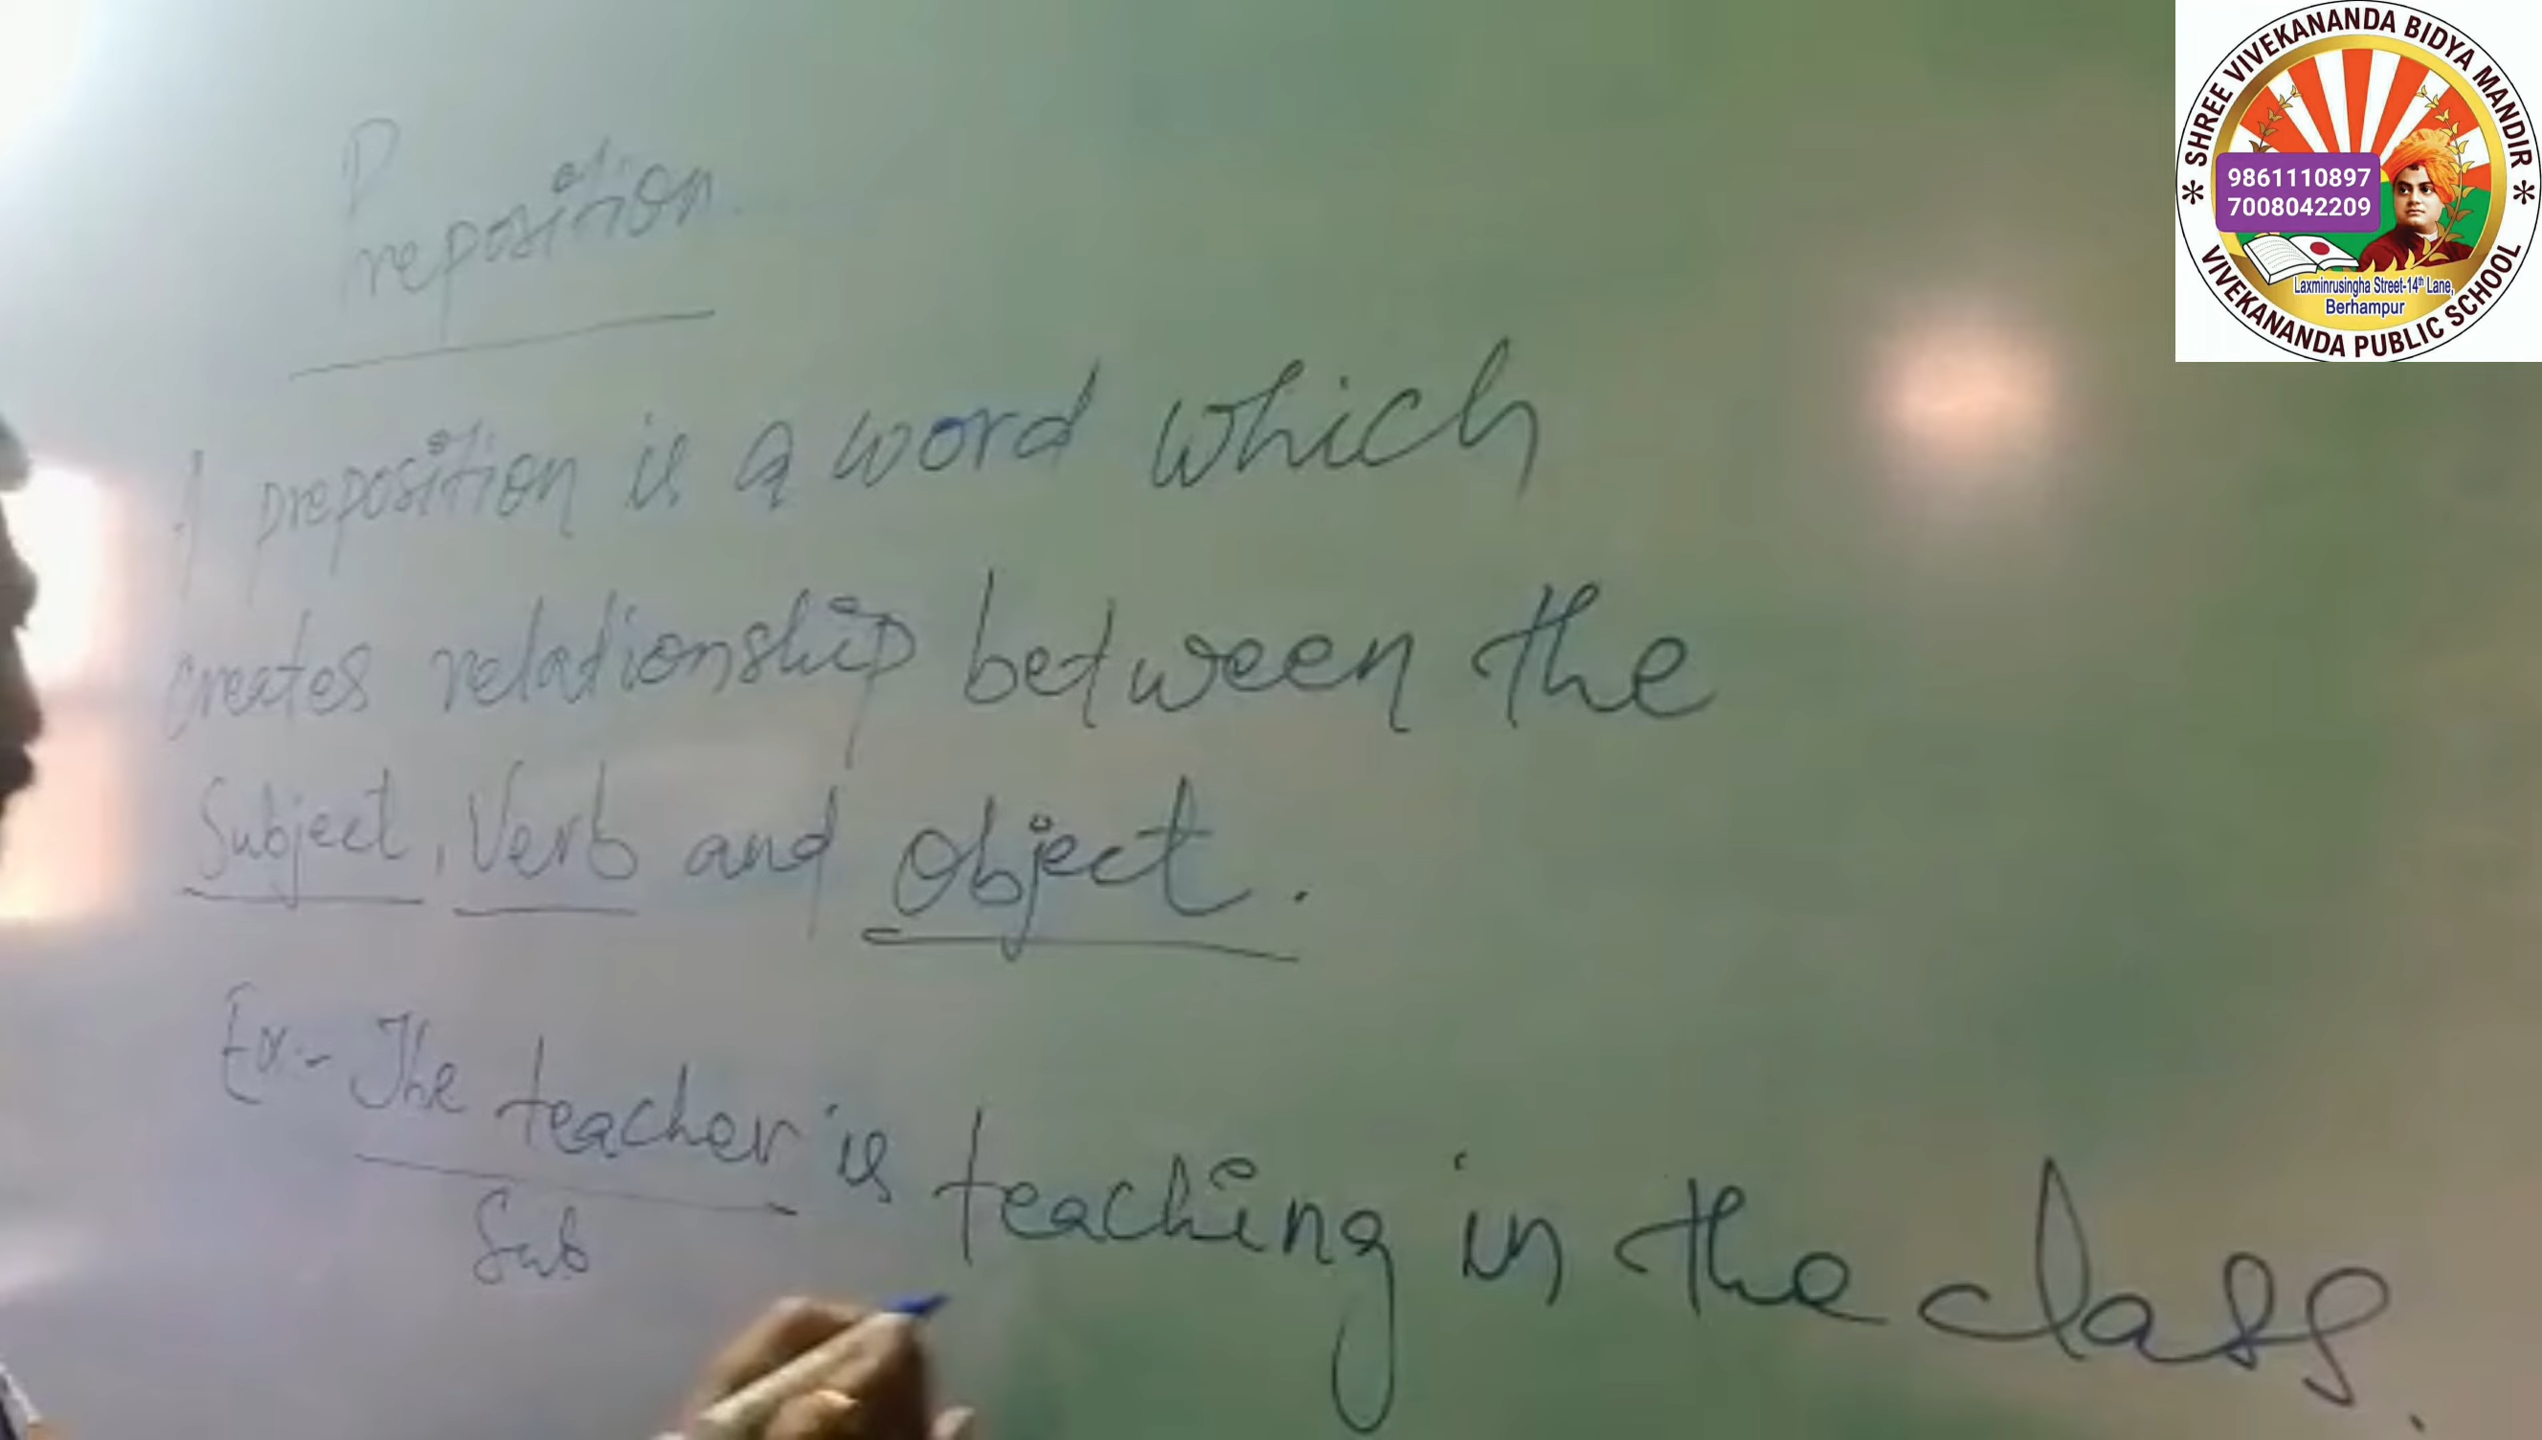 Preposition
A preposition is a word which
creates relationship between the
Subject, Verb and Object.
Ex:- The teacher is teaching in the class.
Sub
SHREE VIVEKANANDA BIDYA MANDIR
9861110897
7008042209
Laxminrusingha Street-14th Lane,
Berhampur
VIVEKANANDA PUBLIC SCHOOL